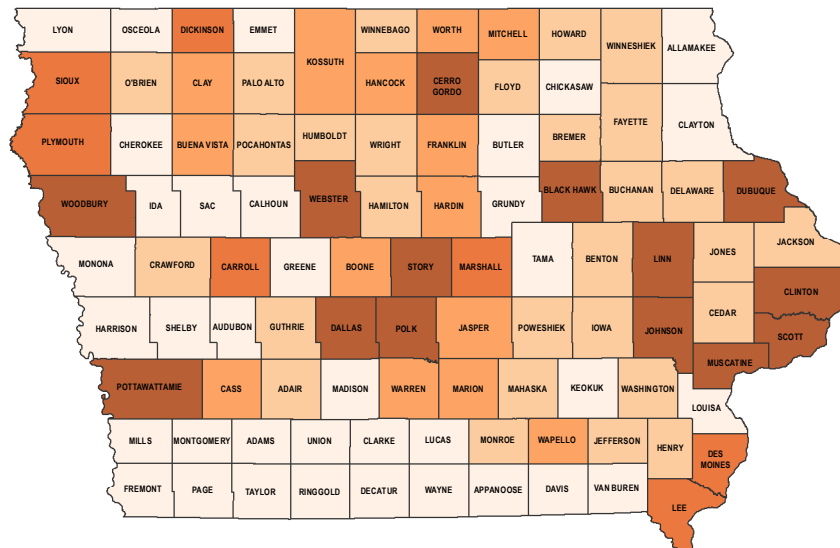 LYON
OSCEOLA
DICKINSON
EMMET
WINNEBAGO
WORTH
MITCHELL
HOWARD
WINNESHIEK
ALLAMAKEE
KOSSUTH
SIOUX
O'BRIEN
CLAY
PALO ALTO
HANCOCK
CERRO
GORDO
FLOYD
CHICKASAW
PLYMOUTH
CHEROKEE
BUENA VISTA
POCAHONTAS
HUMBOLDT
WRIGHT
FRANKLIN
BUTLER
BREMER
FAYETTE
CLAYTON
WOODBURY
IDA
SAC
CALHOUN
WEBSTER
HAMILTON
HARDIN
GRUNDY
BLACK HAWK
BUCHANAN
DELAWARE
DUBUQUE
MONONA
CRAWFORD
CARROLL
GREENE
BOONE
STORY
MARSHALL
TAMA
BENTON
LINN
JONES
JACKSON
CLINTON
HARRISON
SHELBY
AUDUBON
GUTHRIE
DALLAS
POLK
JASPER
POWESHIEK
IOWA
JOHNSON
CEDAR
SCOTT
MUSCATINE
POTTAWATTAMIE
CASS
ADAIR
MADISON
WARREN
MARION
MAHASKA
KEOKUK
WASHINGTON
LOUISA
MILLS
MONTGOMERY
ADAMS
UNION
CLARKE
LUCAS
MONROE
WAPELLO
JEFFERSON
HENRY
DES
MOINES
FREMONT
PAGE
TAYLOR
RINGGOLD
DECATUR
WAYNE
APPANOOSE
DAVIS
VAN BUREN
LEE